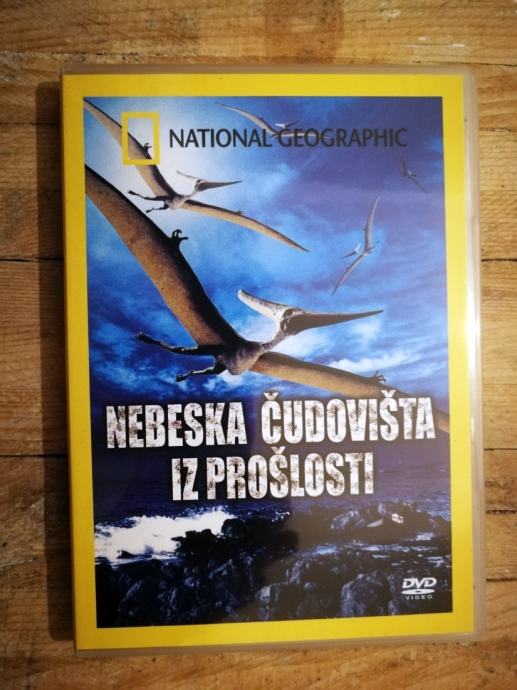 NATIONAL GEOGRAPHIC
NEBESKA ČUDOVIŠTA
IZ PROŠLOSTI
DVD
VIDEO